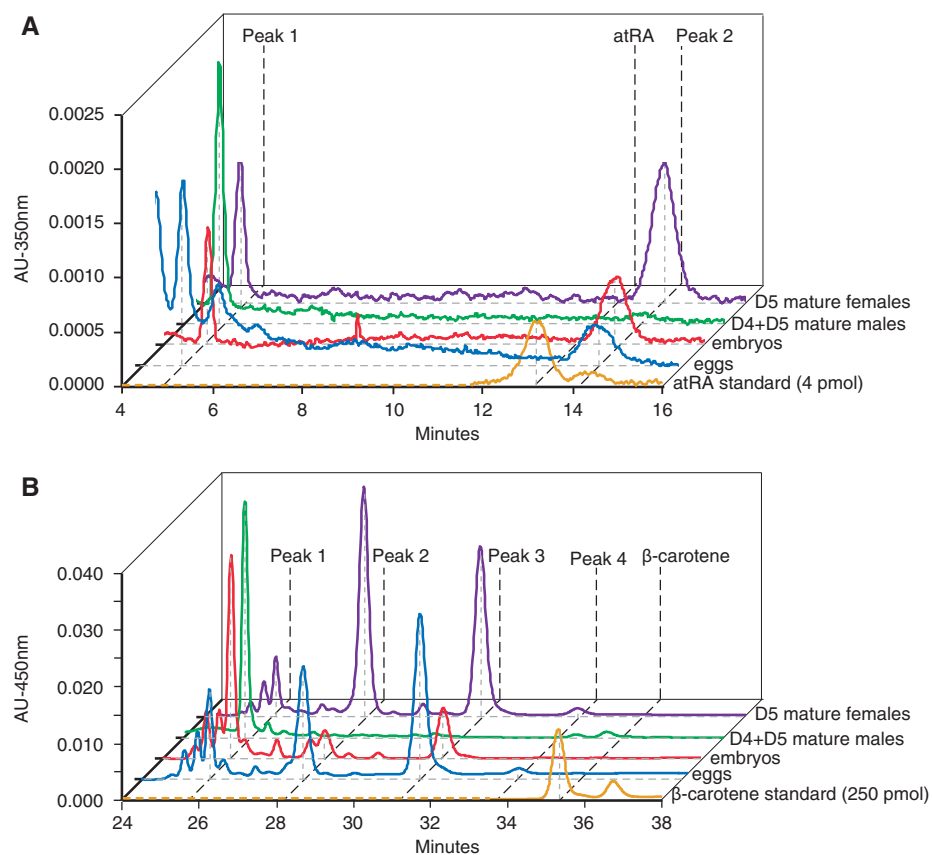 A
Peak 1
atRA
Peak 2
0.0025
0.0020
0.0015
0.0010
0.0005
0.0000
AU-350nm
D5 mature females
D4+D5 mature males
embryos
eggs
atRA standard (4 pmol)
4 6 8 10 12 14 16
Minutes
B
Peak 1
Peak 2
Peak 3
Peak 4
β-carotene
0.040
0.030
0.020
0.010
0.000
AU-450nm
D5 mature females
D4+D5 mature males
embryos
eggs
β-carotene standard (250 pmol)
24 26 28 30 32 34 36 38
Minutes